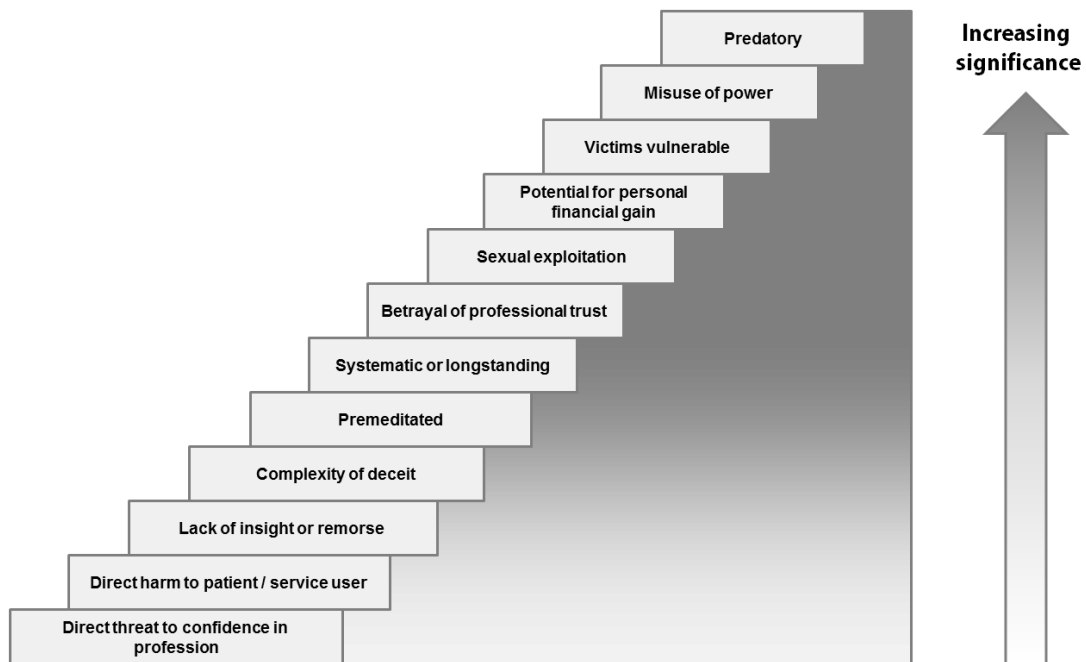 Predatory
Increasing
significance
Misuse of power
Victims vulnerable
Potential for personal
financial gain
Sexual exploitation
Betrayal of professional trust
Systematic or longstanding
Premeditated
Complexity of deceit
Lack of insight or remorse
Direct harm to patient / service user
Direct threat to confidence in
profession